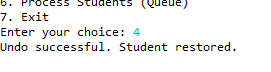 6. Process Students (Queue)
7. Exit
Enter your choice: 4
Undo successful. Student restored.